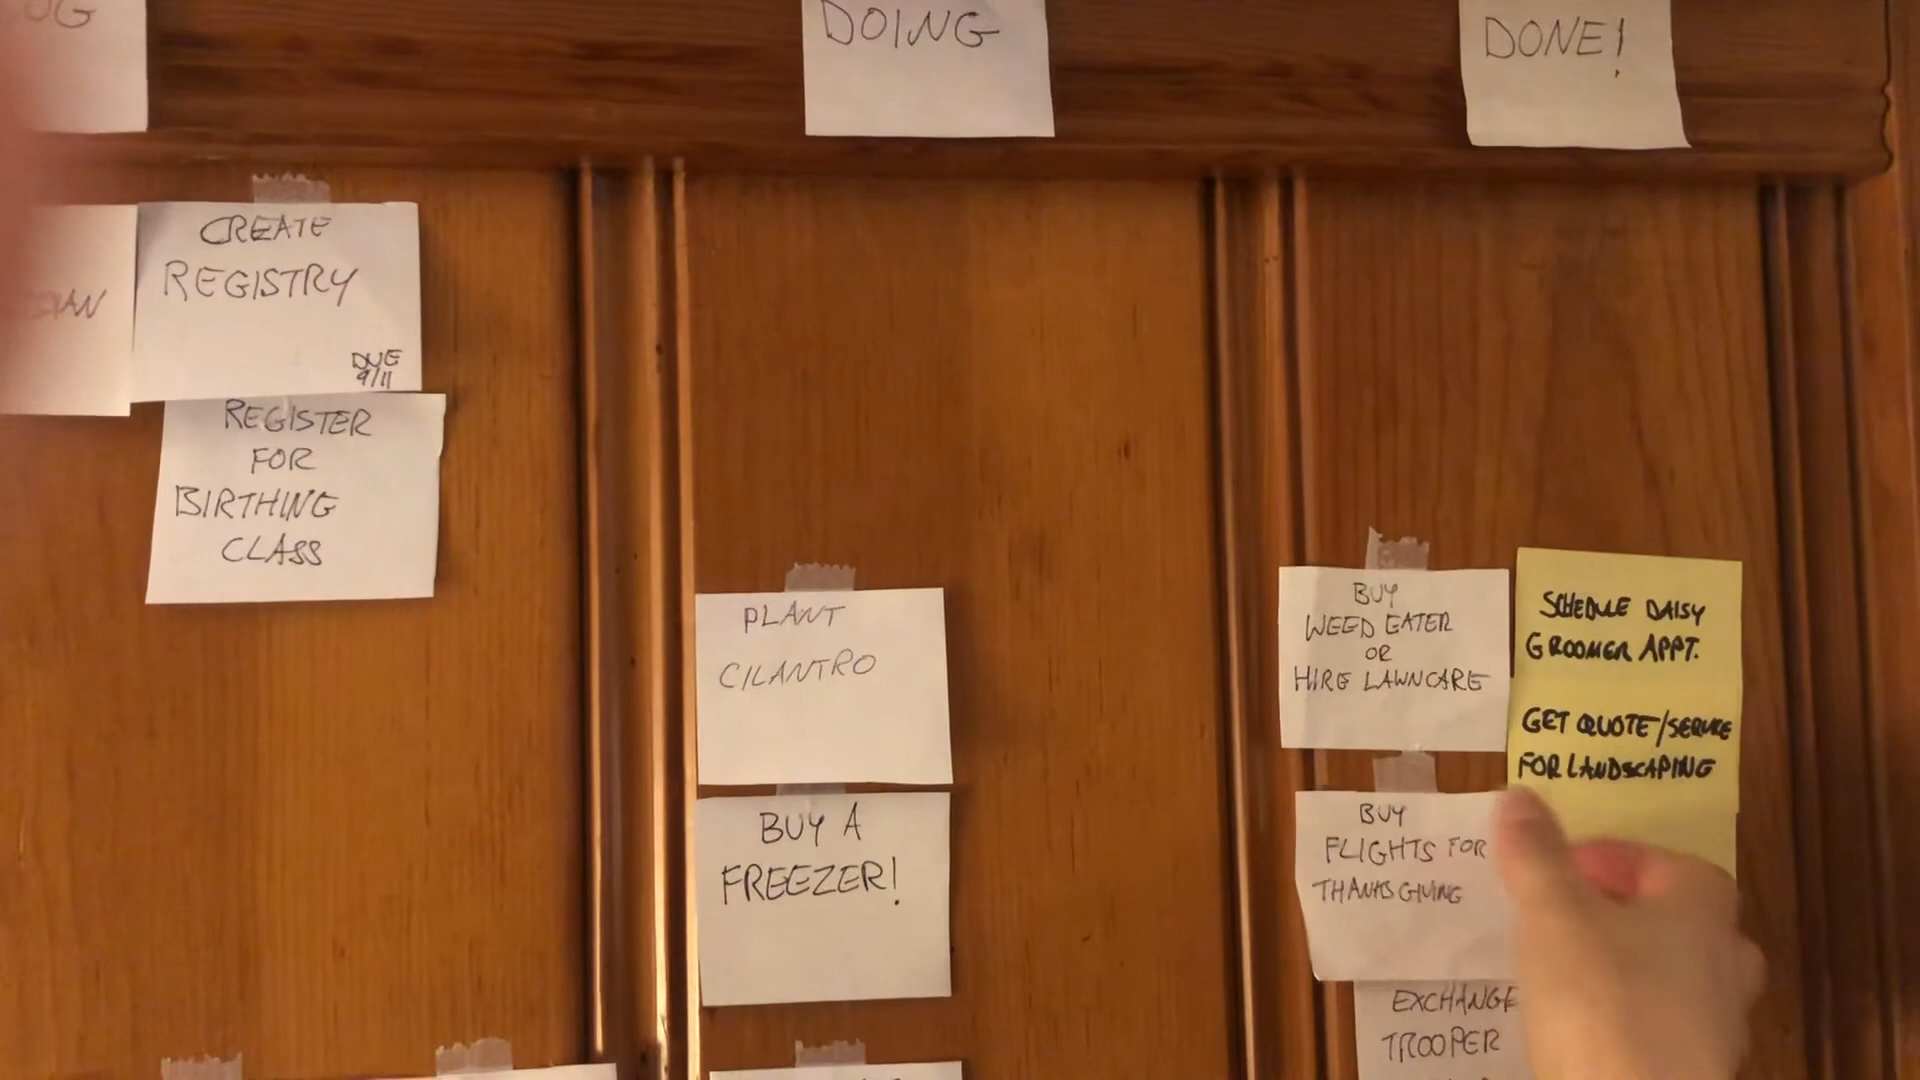 DOING
DONE!
CREATE
REGISTRY
DUE
9/11
REGISTER
FOR
BIRTHING
CLASS
PLANT
CILANTRO
BUY A
FREEZER!
BUY
WEED EATER
OR
HIRE LAWNCARE
BUY
FLIGHTS FOR
THANKSGIVING
EXCHANGE
TROOPER
SCHEDULE DAISY
GROOMER APPT.
GET QUOTE/SERVICE
FOR LANDSCAPING